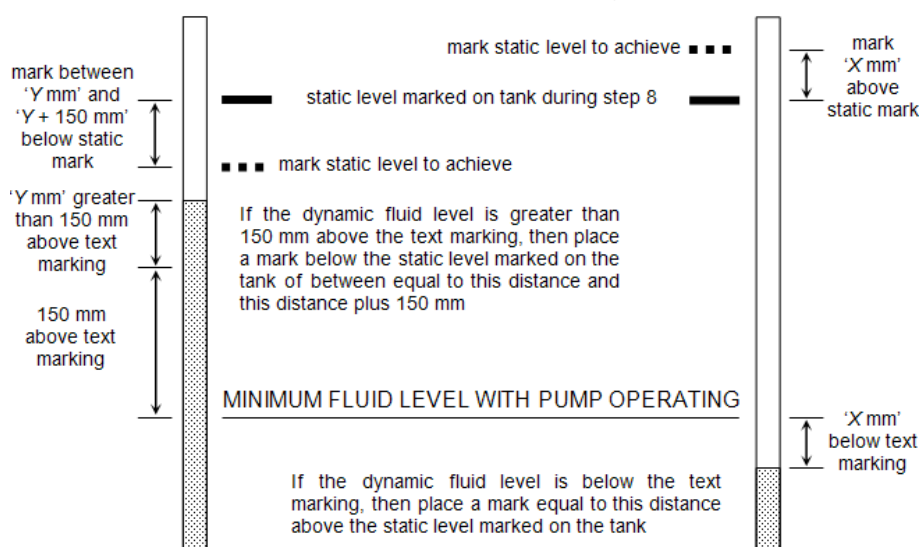 mark static level to achieve
mark
'X mm'
above
static mark
mark between
'Y mm' and
'Y + 150 mm'
below static
mark
static level marked on tank during step 8
mark static level to achieve
'Y mm' greater
than 150 mm
above text
marking
If the dynamic fluid level is greater than
150 mm above the text marking, then place
a mark below the static level marked on the
tank of between equal to this distance and
this distance plus 150 mm
150 mm
above text
marking
MINIMUM FLUID LEVEL WITH PUMP OPERATING
'X mm'
below text
marking
If the dynamic fluid level is below the text
marking, then place a mark equal to this distance
above the static level marked on the tank